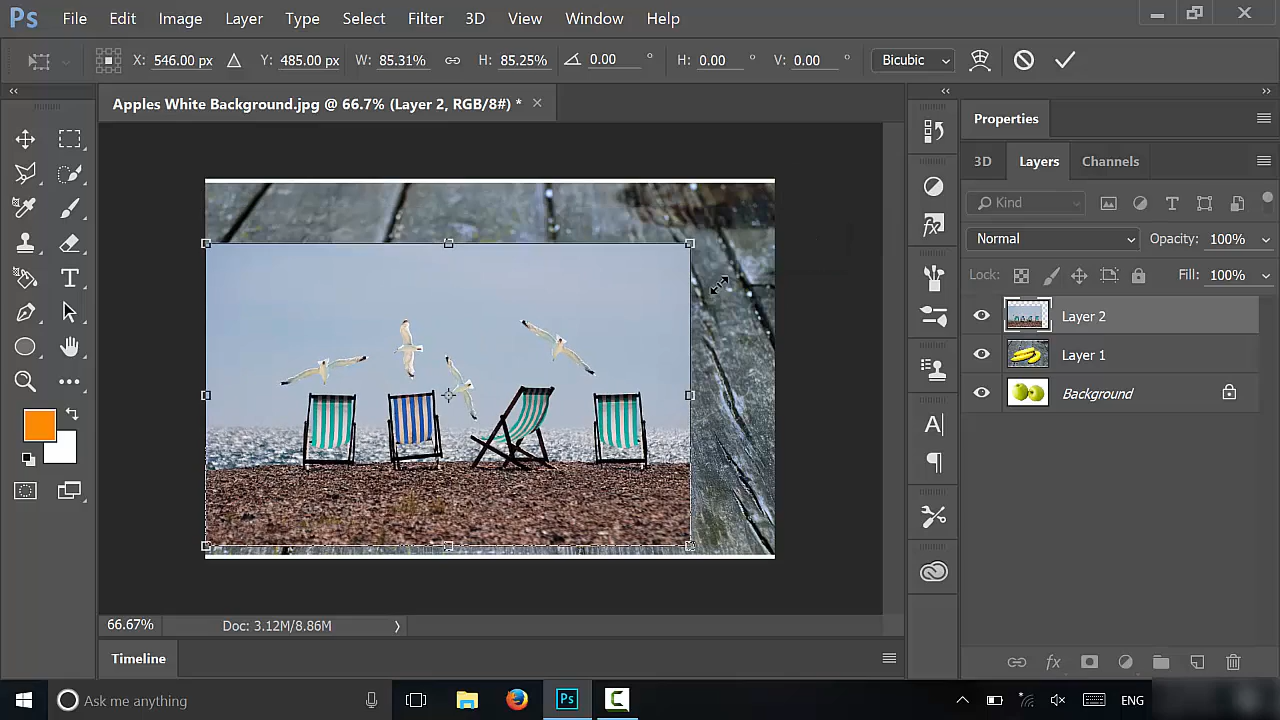 Ps File Edit Image Layer Type Select Filter 3D View Window Help
X: 546.00 px Y: 485.00 px W: 85.31% H: 85.25% 0.00 ° H: 0.00 ° V: 0.00 ° Bicubic
Apples White Background.jpg @ 66.7% (Layer 2, RGB/8#) * ×
Properties
3D Layers Channels
Kind
Normal Opacity: 100%
Lock: Fill: 100%
Layer 2
Layer 1
Background
66.67% Doc: 3.12M/8.86M
Timeline
Ask me anything Ps ENG